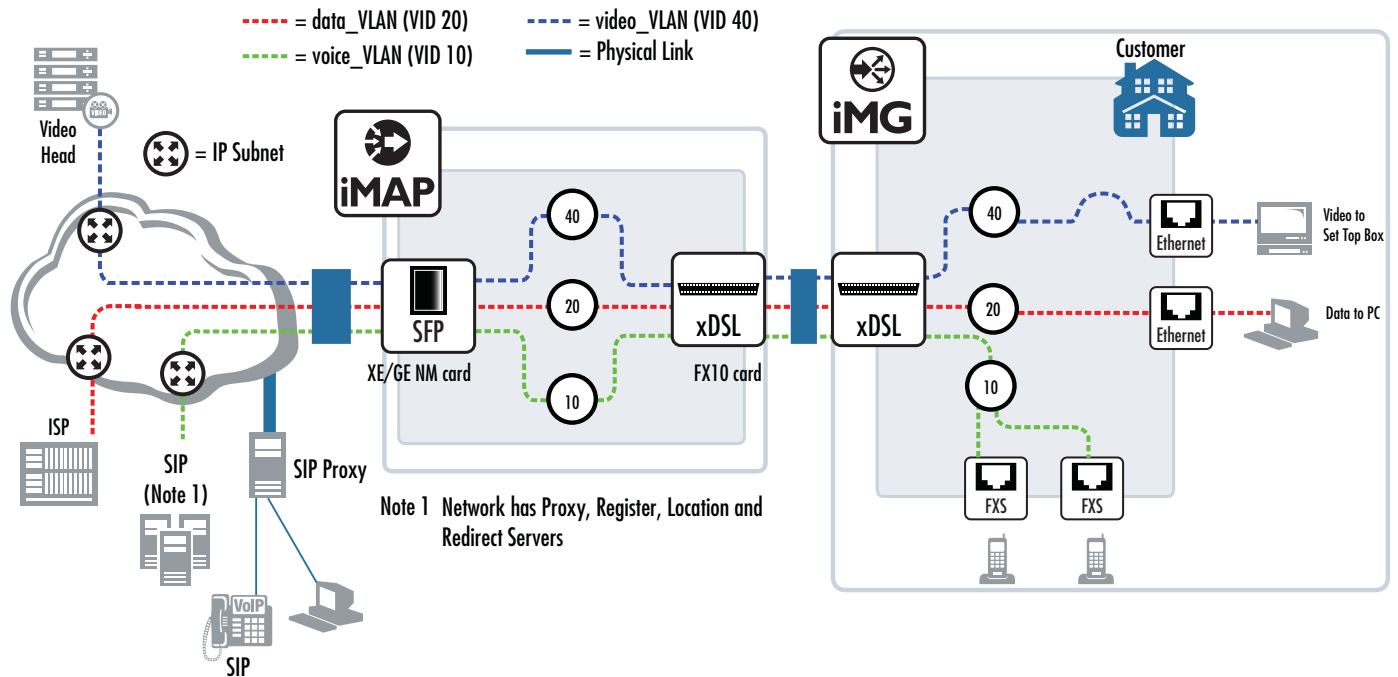 = data_VLAN (VID 20)
= video_VLAN (VID 40)
= voice_VLAN (VID 10)
= Physical Link
Video
Head
= IP Subnet
iMAP
iMG
Customer
40
40
Ethernet
Video to
Set Top Box
20
20
Ethernet
Data to PC
SFP
xDSL
xDSL
XE/GE NM card
FX10 card
10
10
ISP
SIP
(Note 1)
SIP Proxy
FXS
FXS
Note 1 Network has Proxy, Register, Location and
Redirect Servers
VoIP
SIP